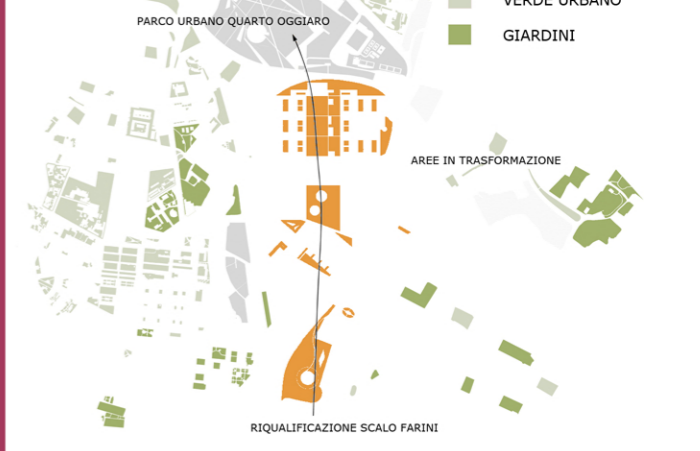 VERDE URBANO
PARCO URBANO QUARTO OGGIARO
GIARDINI
AREE IN TRASFORMAZIONE
RIQUALIFICAZIONE SCALO FARINI